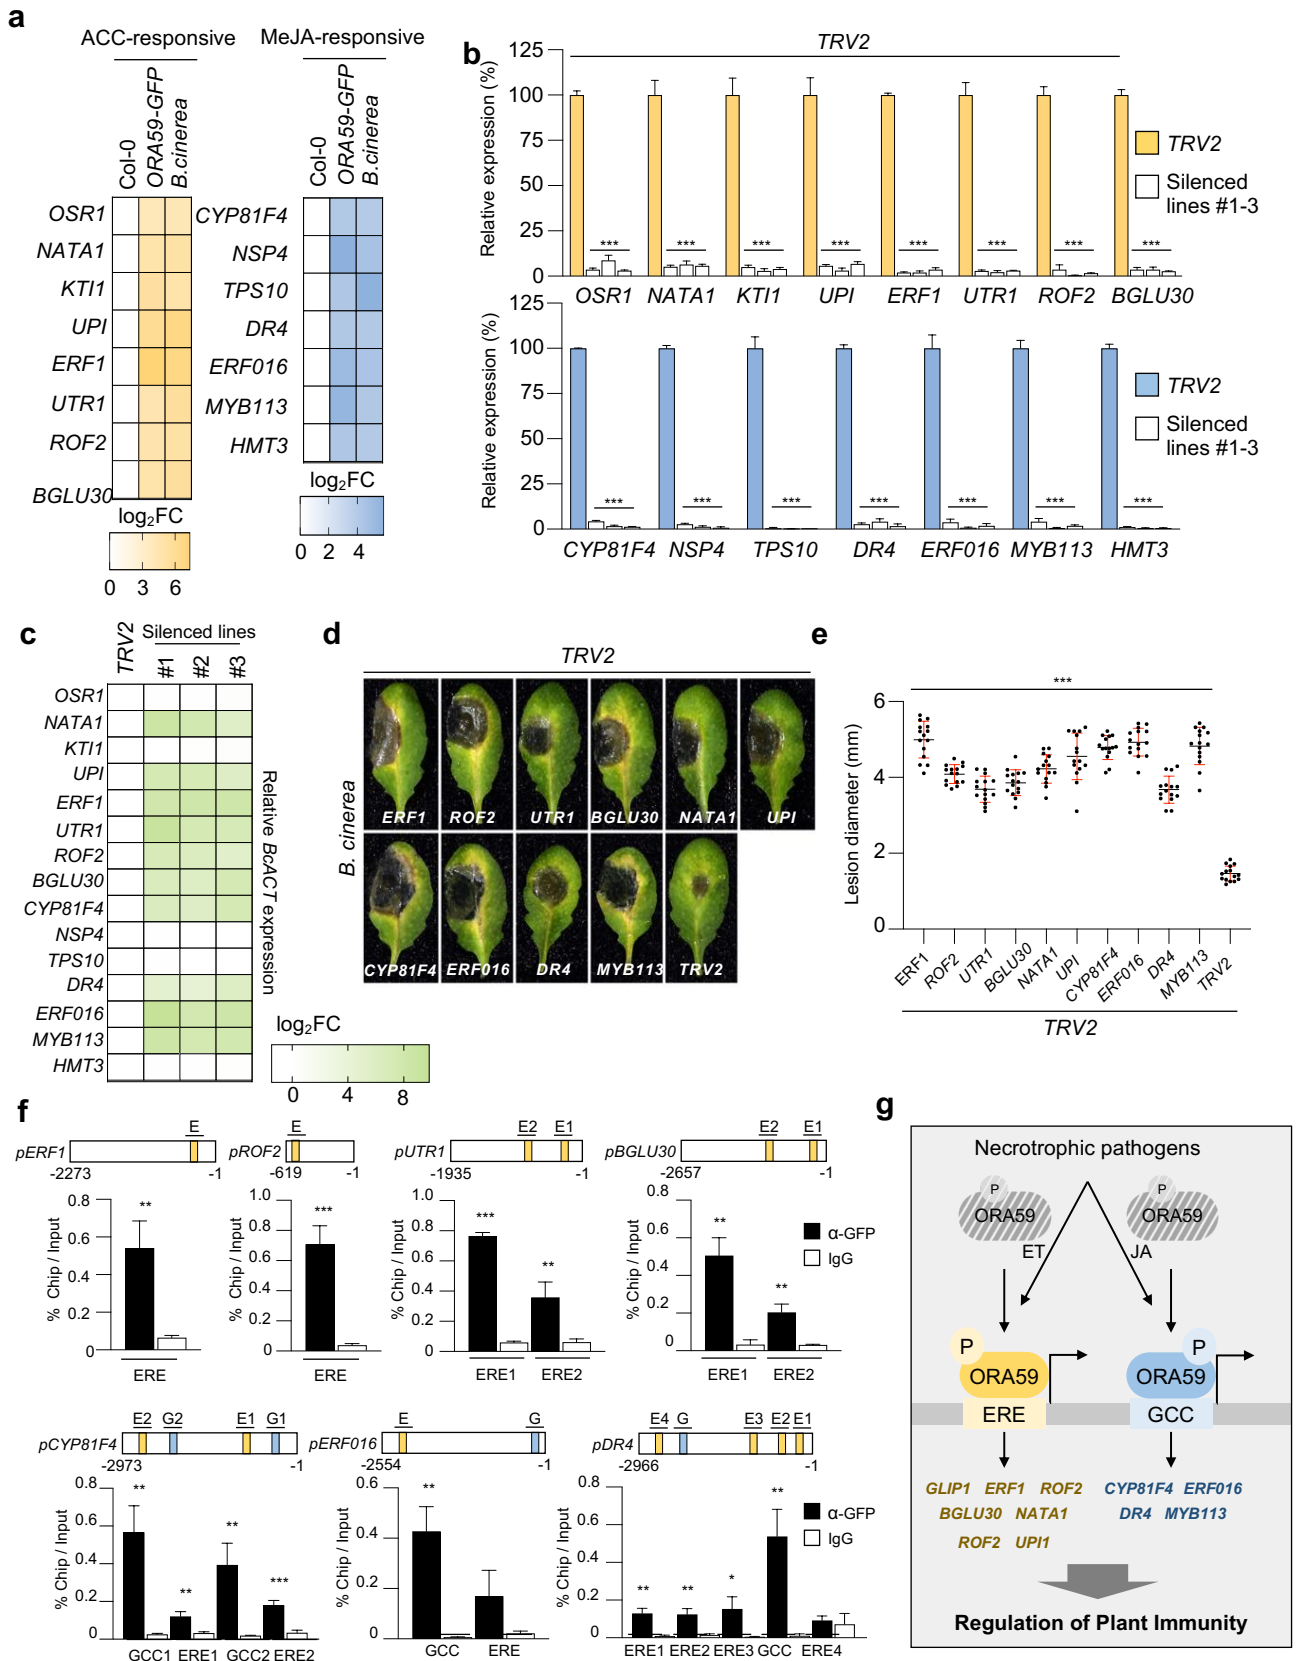 a
ACC-responsive
MeJA-responsive
Col-0
ORA59-GFP
B.cinerea
Col-0
ORA59-GFP
B.cinerea
OSR1
NATA1
KTI1
UPI
ERF1
UTR1
ROF2
BGLU30
CYP81F4
NSP4
TPS10
DR4
ERF016
MYB113
HMT3
log₂FC
0 3 6
log₂FC
0 2 4
b
TRV2
Relative expression (%)
125
100
75
50
25
0
*** *** *** *** *** *** *** ***
OSR1 NATA1 KTI1 UPI ERF1 UTR1 ROF2 BGLU30
TRV2
Silenced
lines #1-3
Relative expression (%)
125
100
75
50
25
0
*** *** *** *** *** *** ***
CYP81F4 NSP4 TPS10 DR4 ERF016 MYB113 HMT3
TRV2
Silenced
lines #1-3
c
TRV2
Silenced lines
#1 #2 #3
OSR1
NATA1
KTI1
UPI
ERF1
UTR1
ROF2
BGLU30
CYP81F4
NSP4
TPS10
DR4
ERF016
MYB113
HMT3
Relative BcACT expression
log₂FC
0 4 8
d
TRV2
B. cinerea
ERF1 ROF2 UTR1 BGLU30 NATA1 UPI
CYP81F4 ERF016 DR4 MYB113 TRV2
e
***
Lesion diameter (mm)
6
4
2
0
ERF1 ROF2 UTR1 BGLU30 NATA1 UPI CYP81F4 ERF016 DR4 MYB113 TRV2
TRV2
f
E
pERF1
-2273 -1
% Chip / Input
0.8
0.6
0.4
0.2
0
**
ERE
E
pROF2
-619 -1
% Chip / Input
1.0
0.8
0.6
0.4
0.2
0
***
ERE
E2 E1
pUTR1
-1935 -1
% Chip / Input
1.0
0.8
0.6
0.4
0.2
0
*** **
ERE1 ERE2
E2 E1
pBGLU30
-2657 -1
% Chip / Input
0.8
0.6
0.4
0.2
0
** **
ERE1 ERE2
α-GFP
IgG
E2 G2 E1 G1
pCYP81F4
-2973 -1
% Chip / Input
0.8
0.6
0.4
0.2
0
** ** ** ***
GCC1 ERE1 GCC2 ERE2
E G
pERF016
-2554 -1
% Chip / Input
0.6
0.4
0.2
0
**
GCC ERE
E4 G E3 E2 E1
pDR4
-2966 -1
% Chip / Input
0.8
0.6
0.4
0.2
0
** ** * **
ERE1 ERE2 ERE3 GCC ERE4
α-GFP
IgG
g
Necrotrophic pathogens
P P
ORA59 ORA59
ET JA
P P
ORA59 ORA59
ERE GCC
GLIP1 ERF1 ROF2
BGLU30 NATA1
ROF2 UPI1
CYP81F4 ERF016
DR4 MYB113
Regulation of Plant Immunity